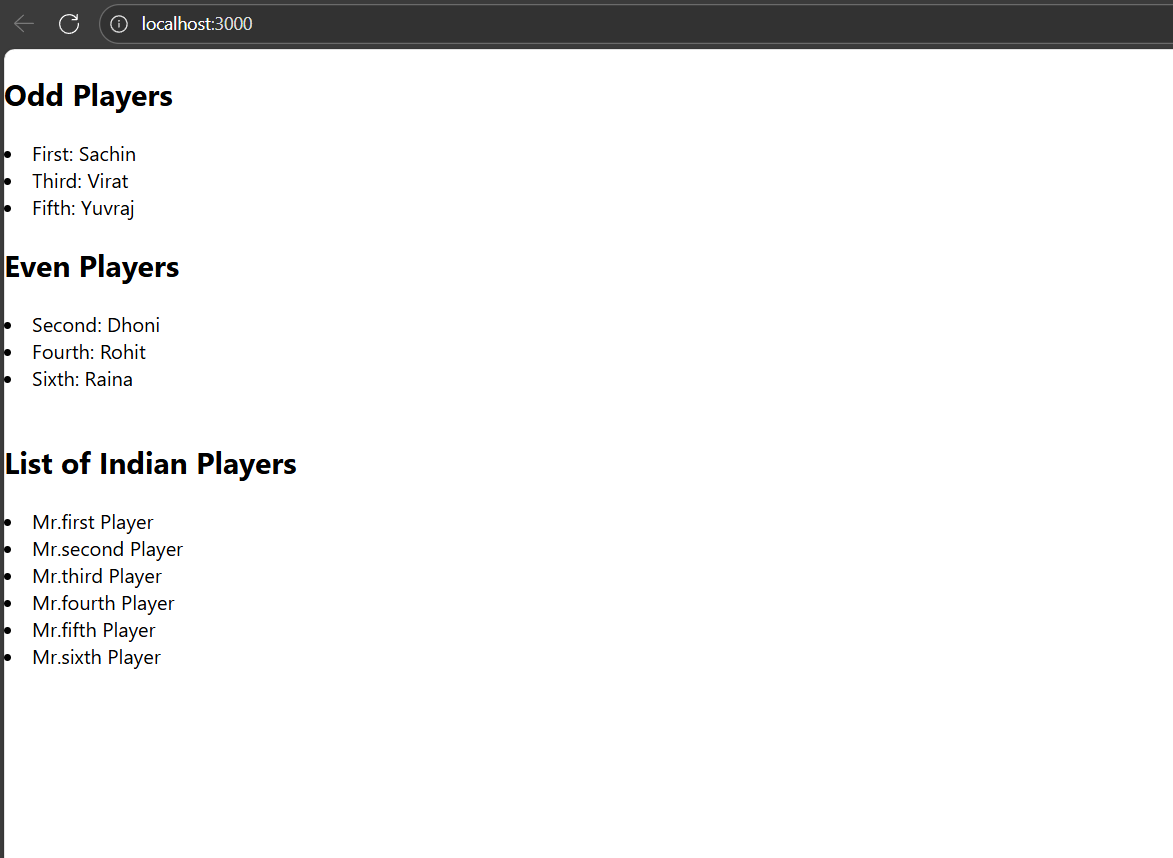 localhost:3000
Odd Players
First: Sachin
Third: Virat
Fifth: Yuvraj
Even Players
Second: Dhoni
Fourth: Rohit
Sixth: Raina
List of Indian Players
Mr.first Player
Mr.second Player
Mr.third Player
Mr.fourth Player
Mr.fifth Player
Mr.sixth Player